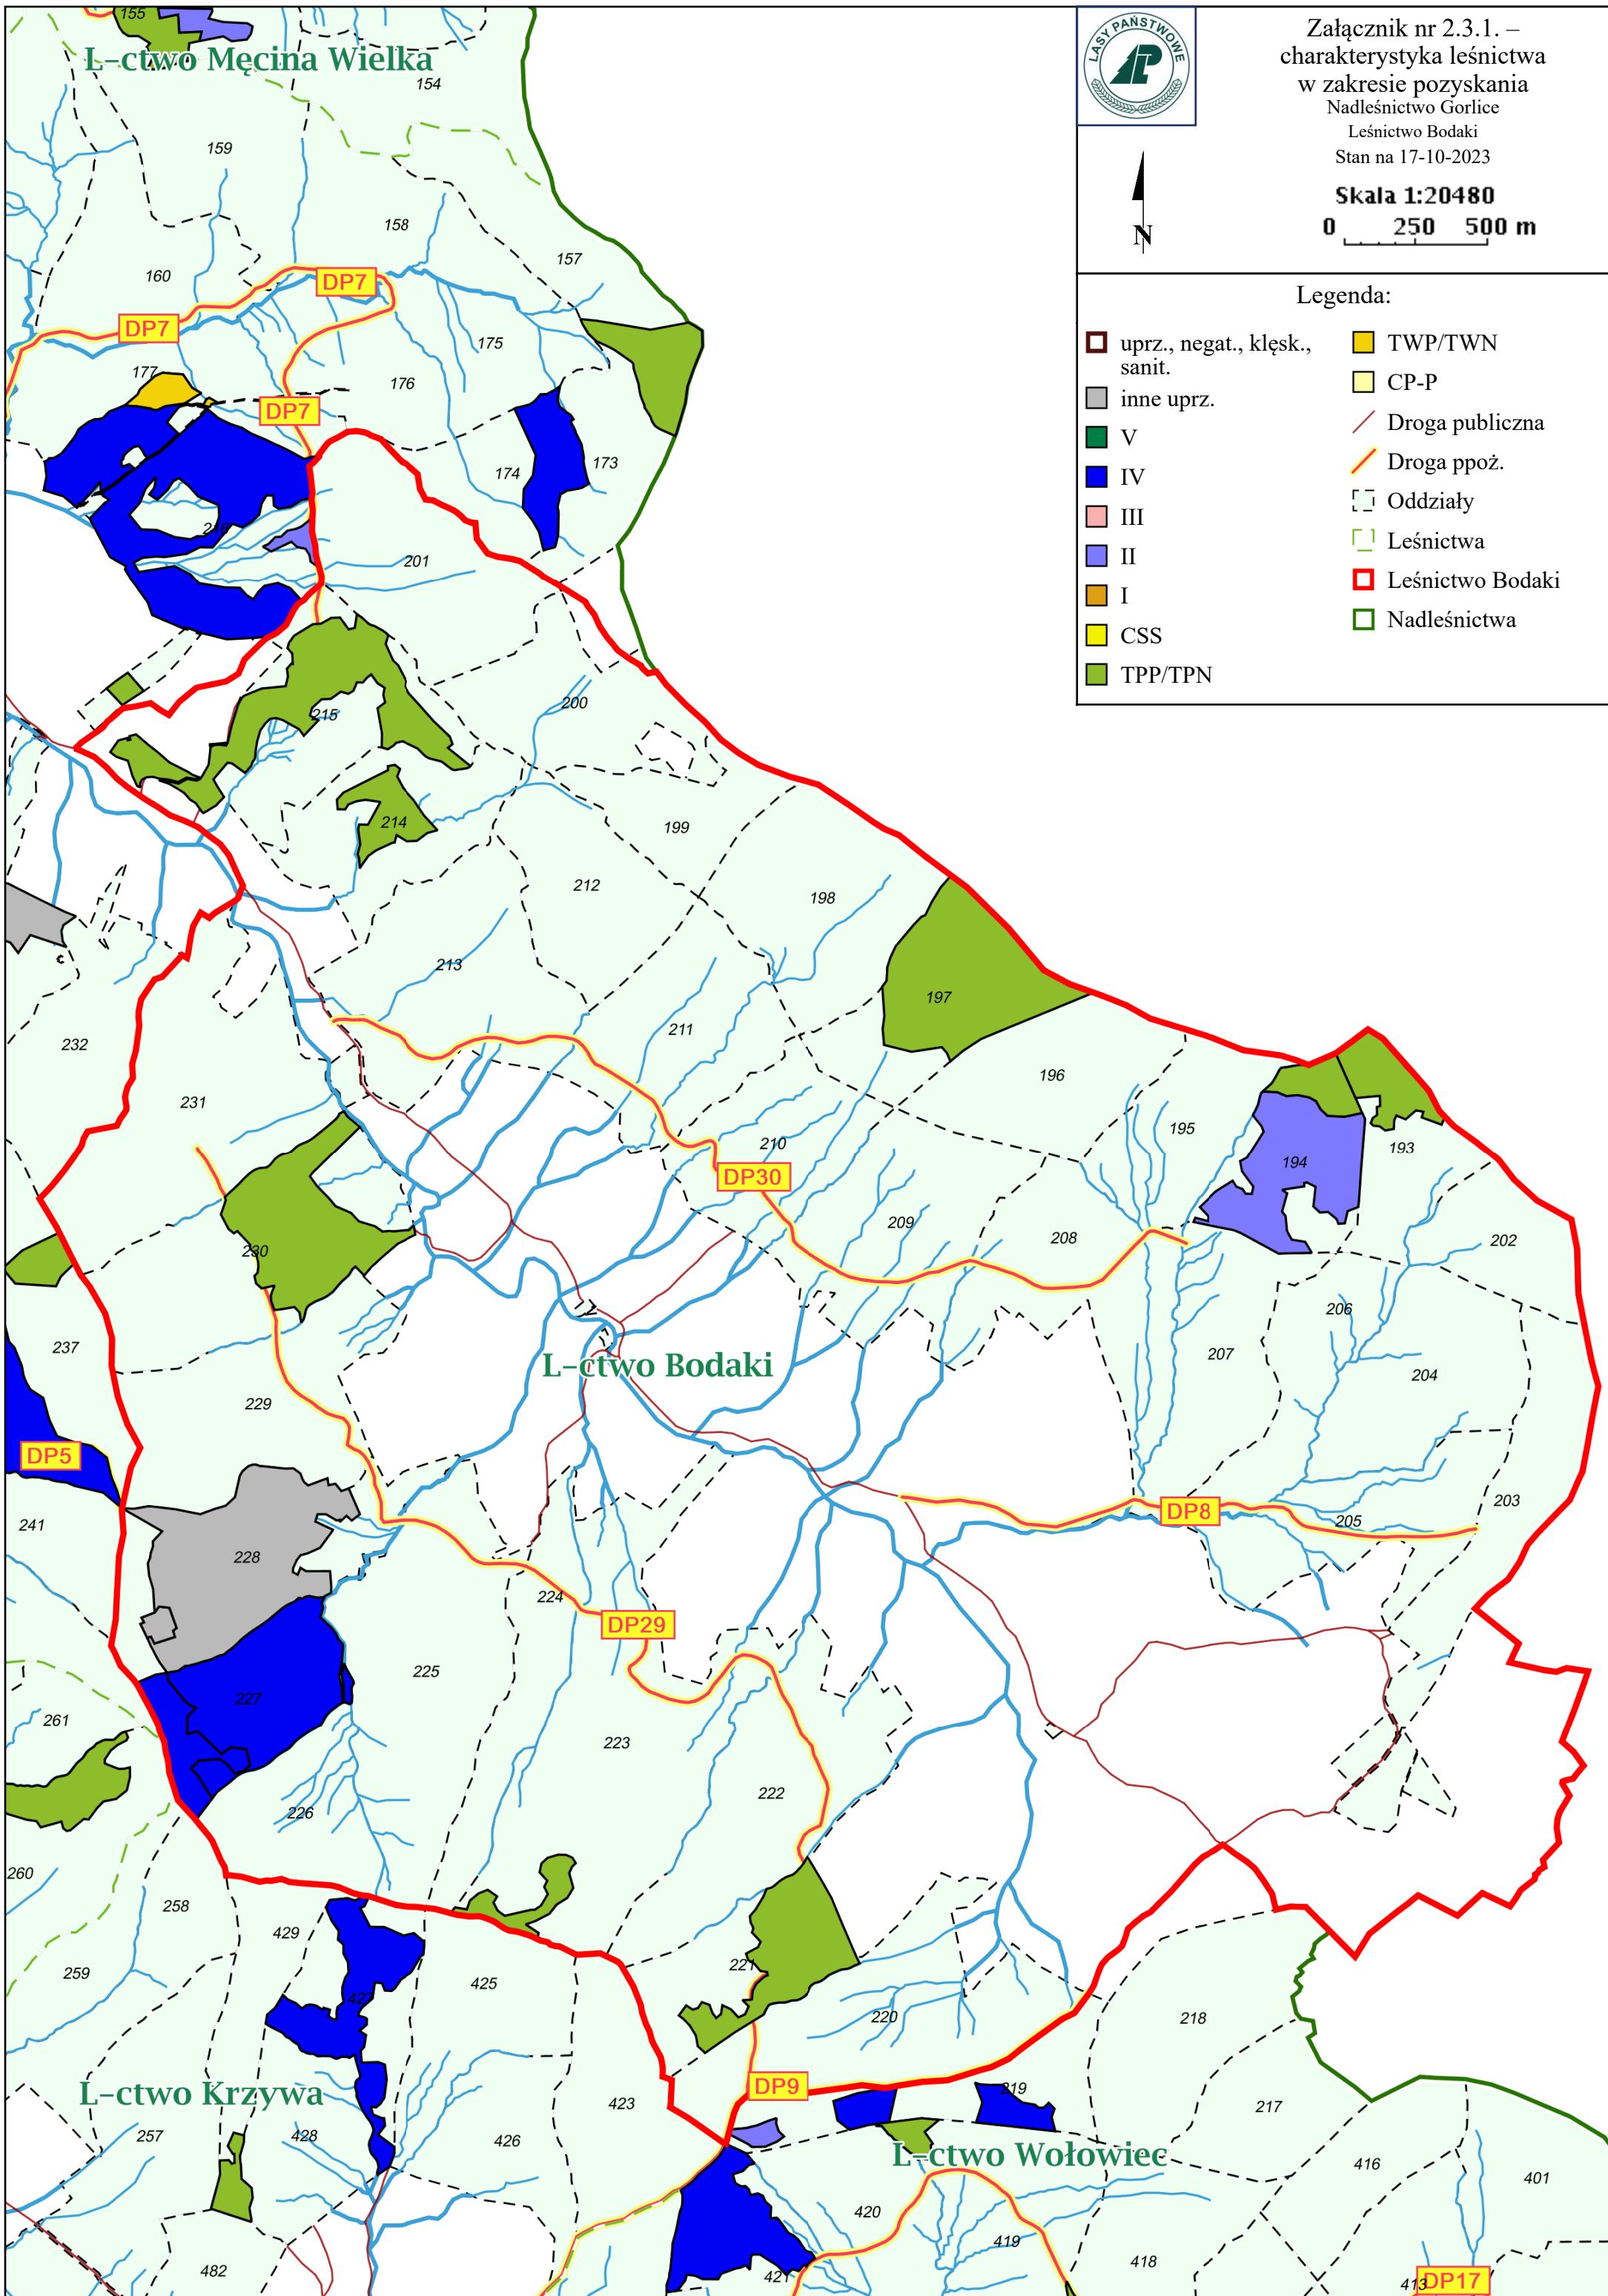 LASY PAŃSTWOWE
Załącznik nr 2.3.1. –
charakterystyka leśnictwa
w zakresie pozyskania
Nadleśnictwo Gorlice
Leśnictwo Bodaki
Stan na 17-10-2023
Skala 1:20480
0 250 500 m
N
Legenda:
uprz., negat., klęsk.,
sanit.
inne uprz.
V
IV
III
II
I
CSS
TPP/TPN
TWP/TWN
CP-P
Droga publiczna
Droga ppoż.
Oddziały
Leśnictwa
Leśnictwo Bodaki
Nadleśnictwa
155
L-ctwo Męcina Wielka
154
159
158
157
160
DP7
DP7
175
177
176
DP7
174
173
201
200
215
214
199
212
198
213
197
211
232
196
231
195
210
193
194
DP30
209
208
202
230
206
237
207
L-ctwo Bodaki
204
229
DP5
203
DP8
205
241
228
224
DP29
225
227
261
223
222
226
260
258
429
221
259
425
427
220
218
DP9
219
L-ctwo Krzywa
423
217
257
428
426
L-ctwo Wołowiec
416
401
420
419
418
482
421
413
DP17